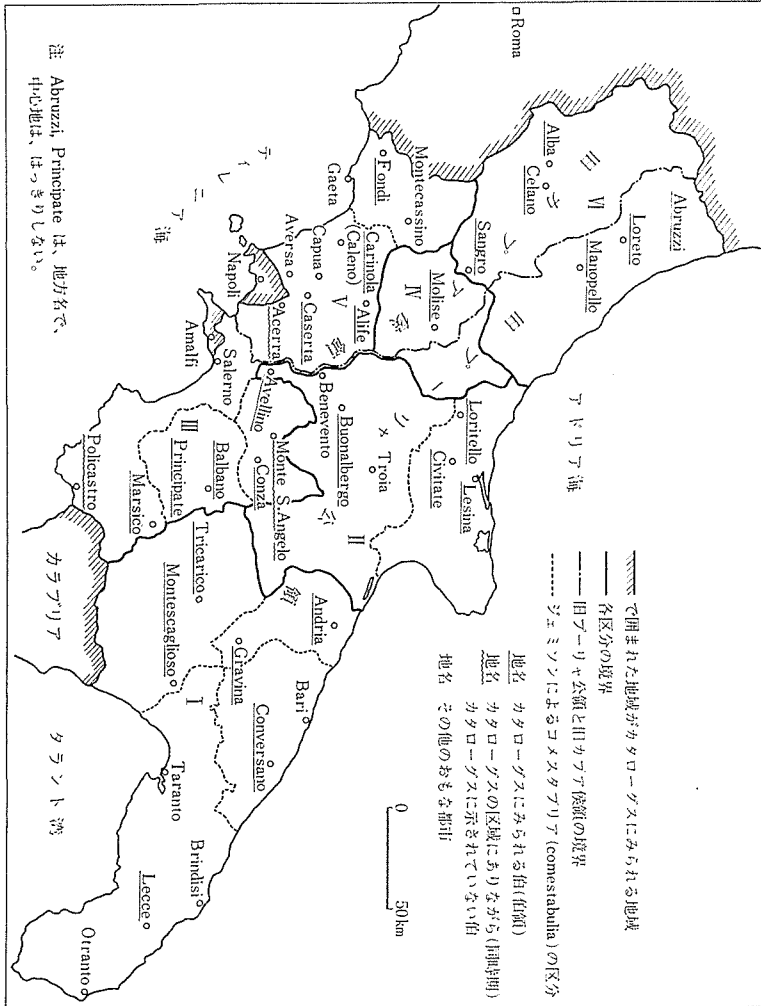 で囲まれた地域がカタローグスにみられる地域
各区分の境界
旧プーリャ公領と旧カプア侯領の境界
ジェミソンによるコメスタブリア(comestabulia)の区分
地名 カタローグスにみられる伯(伯領)
地名 カタローグスの区域にありながら(同時期)
カタローグスに示されていない伯
地名 その他のおもな都市
0 50km
アドリア海
ティレニア海
タラント湾
カラブリア
Roma
Abruzzi
Loreto
Manopello
Alba
Celano
VI
Sangro
Montecassino
Fondi
Gaeta
Molise
IV
Carinola
(Caleno)
Alife
V
Capua
Caserta
Aversa
Napoli
Acerra
Amalfi
Salerno
Loritello
Civitate
Lesina
Troia
Buonalbergo
Benevento
II
Avellino
Monte S. Angelo
Conza
III
Balbano
Principate
Marsico
Policastro
Tricarico
Montescaglioso
Andria
Gravina
Bari
Conversano
I
Taranto
Brindisi
Lecce
Otranto
注 Abruzzi, Principate は、地方名で、
中心地は、はっきりしない。